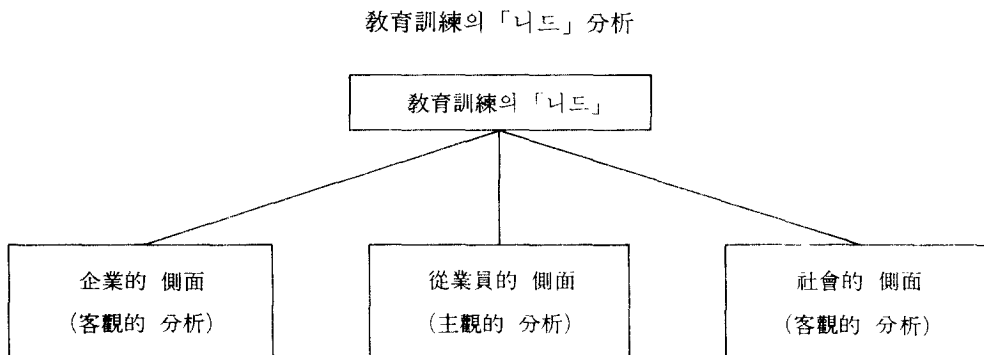 敎育訓練의 「니드」 分析
敎育訓練의 「니드」
企業的 側面
(客觀的 分析)
從業員的 側面
(主觀的 分析)
社會的 側面
(客觀的 分析)